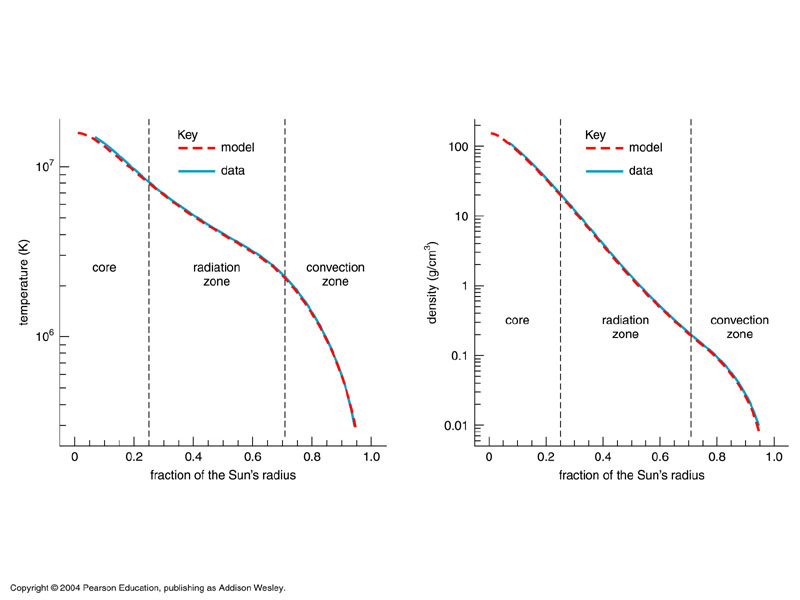 Key
model
data
10⁷
10⁶
temperature (K)
core
radiation
zone
convection
zone
0 0.2 0.4 0.6 0.8 1.0
fraction of the Sun's radius
Key
model
data
100
10
1
0.1
0.01
density (g/cm³)
core
radiation
zone
convection
zone
0 0.2 0.4 0.6 0.8 1.0
fraction of the Sun's radius
Copyright © 2004 Pearson Education, publishing as Addison Wesley.